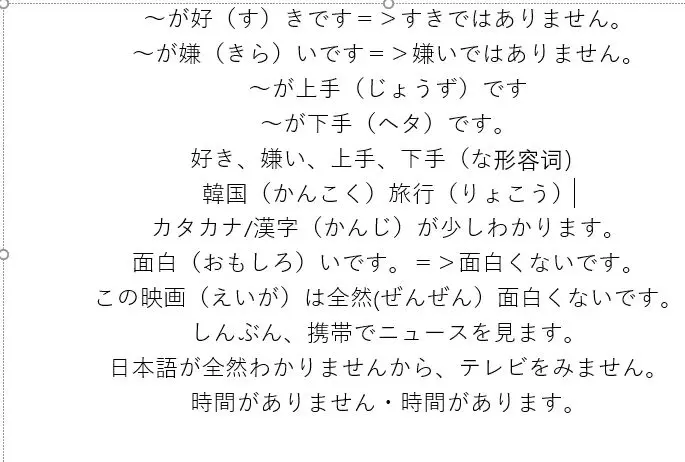 ～が好（す）きです＝＞すきではありません。
～が嫌（きら）いです＝＞嫌いではありません。
～が上手（じょうず）です
～が下手（ヘタ）です。
好き、嫌い、上手、下手（な形容词)
韓国（かんこく）旅行（りょこう）
カタカナ/漢字（かんじ）が少しわかります。
面白（おもしろ）いです。＝＞面白くないです。
この映画（えいが）は全然(ぜんぜん）面白くないです。
しんぶん、携帯でニュースを見ます。
日本語が全然わかりませんから、テレビをみません。
時間がありません・時間があります。